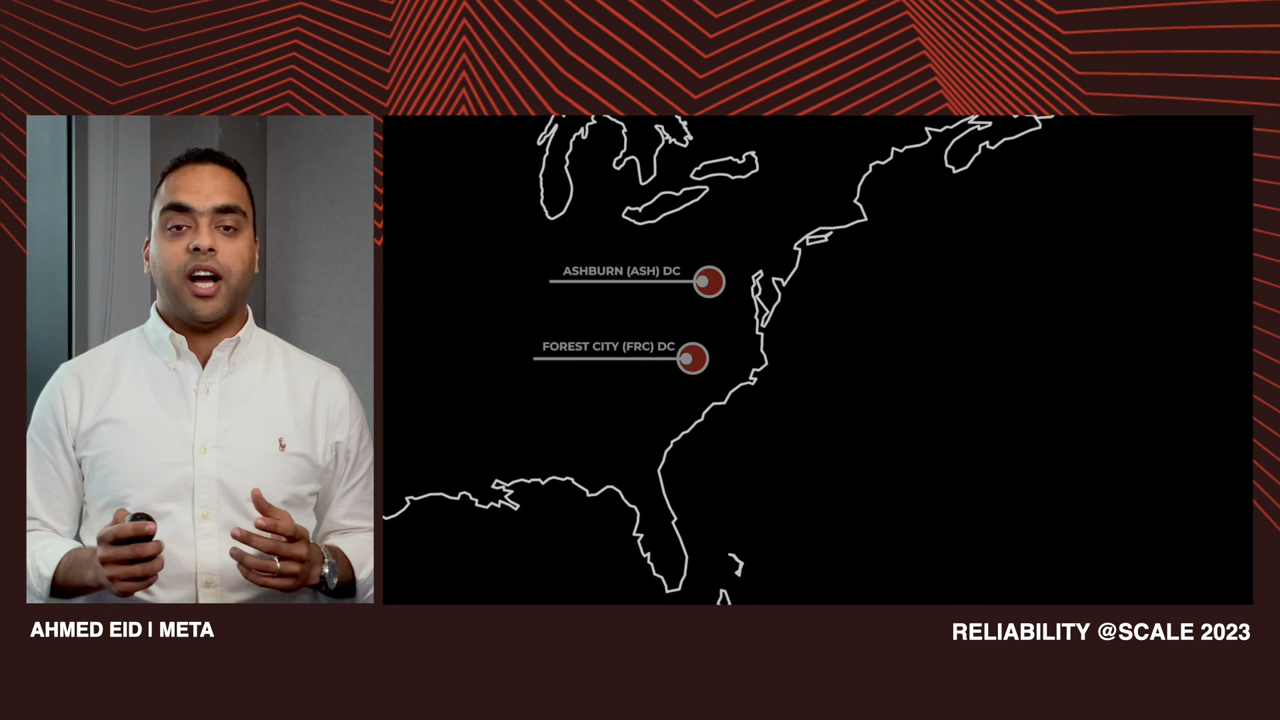 ASHBURN (ASH) DC
FOREST CITY (FRC) DC
AHMED EID | META
RELIABILITY @SCALE 2023